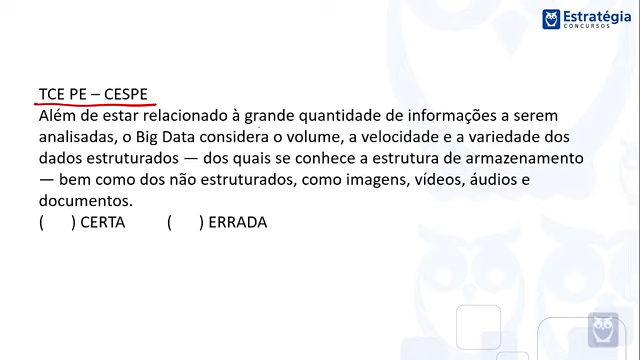 Estratégia
CONCURSOS
TCE PE – CESPE
Além de estar relacionado à grande quantidade de informações a serem
analisadas, o Big Data considera o volume, a velocidade e a variedade dos
dados estruturados — dos quais se conhece a estrutura de armazenamento
— bem como dos não estruturados, como imagens, vídeos, áudios e
documentos.
( ) CERTA ( ) ERRADA